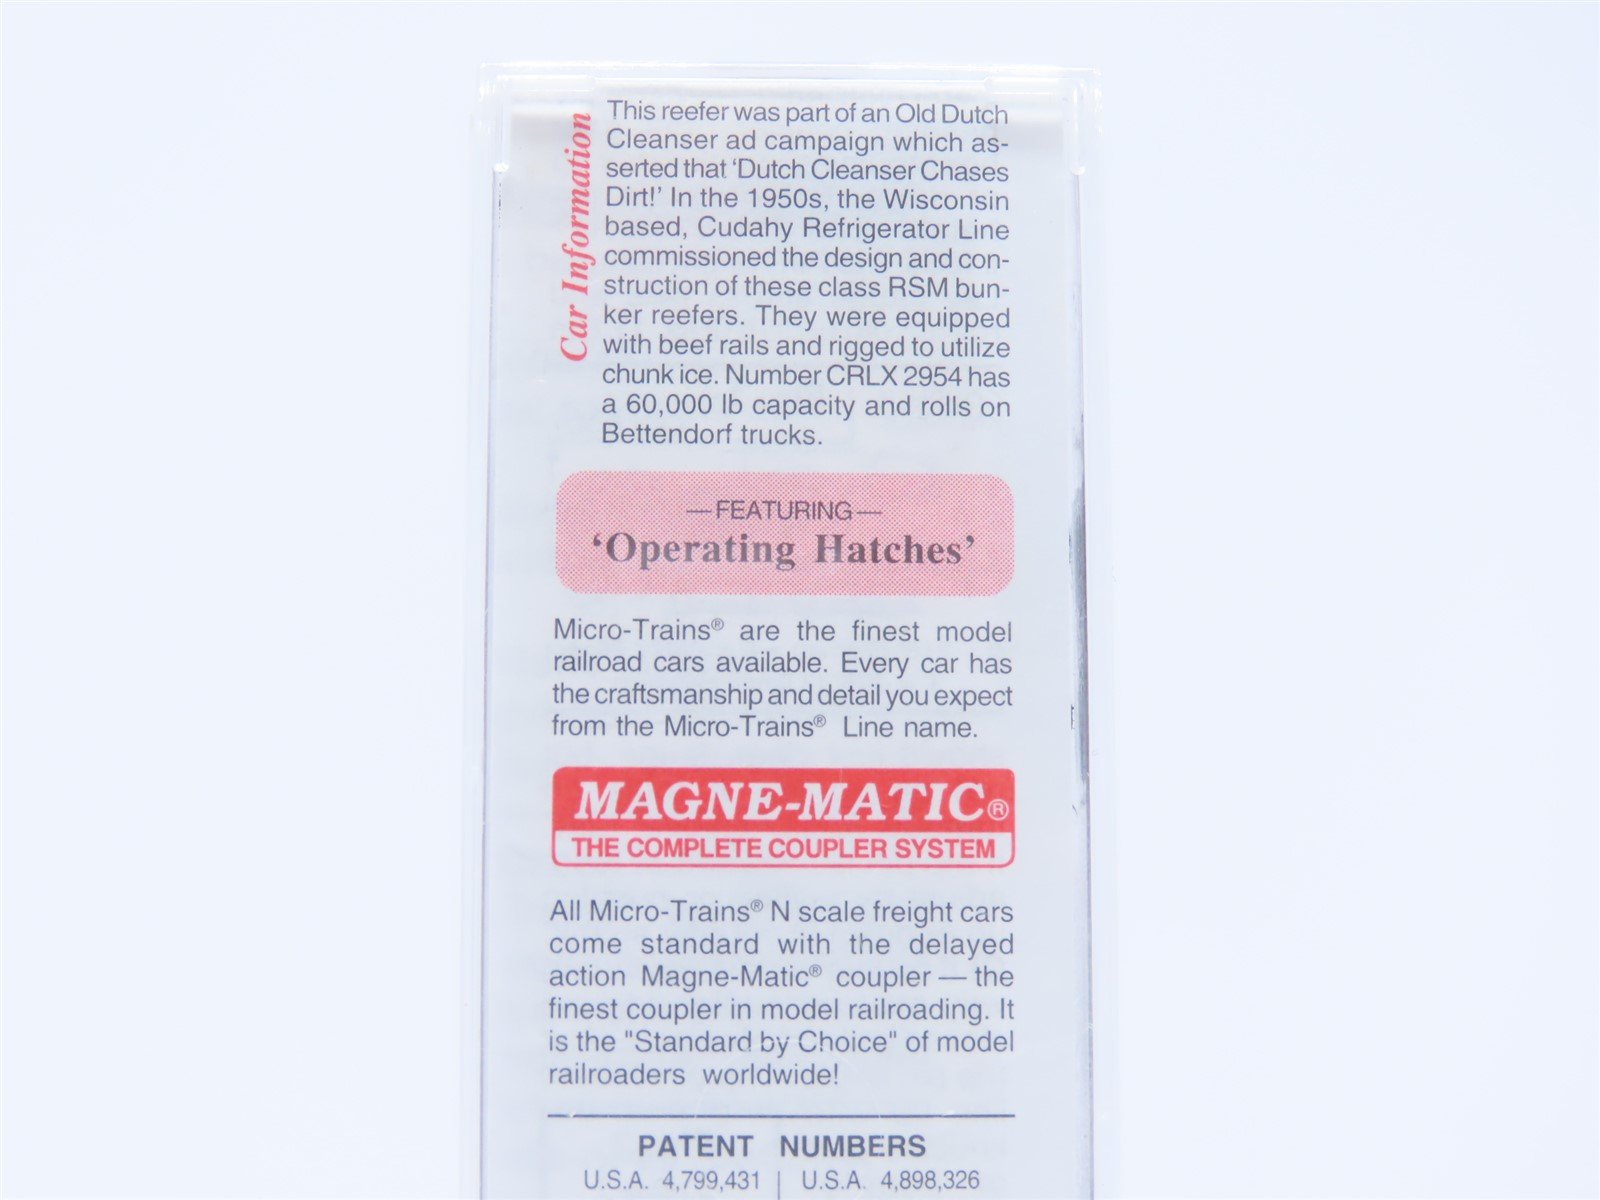 Car Information
This reefer was part of an Old Dutch
Cleanser ad campaign which as-
serted that 'Dutch Cleanser Chases
Dirt!' In the 1950s, the Wisconsin
based, Cudahy Refrigerator Line
commissioned the design and con-
struction of these class RSM bun-
ker reefers. They were equipped
with beef rails and rigged to utilize
chunk ice. Number CRLX 2954 has
a 60,000 lb capacity and rolls on
Bettendorf trucks.
—FEATURING—
‘Operating Hatches’
Micro-Trains® are the finest model
railroad cars available. Every car has
the craftsmanship and detail you expect
from the Micro-Trains® Line name.
MAGNE-MATIC®
THE COMPLETE COUPLER SYSTEM
All Micro-Trains® N scale freight cars
come standard with the delayed
action Magne-Matic® coupler — the
finest coupler in model railroading. It
is the "Standard by Choice" of model
railroaders worldwide!
PATENT NUMBERS
U.S.A. 4,799,431 | U.S.A. 4,898,326